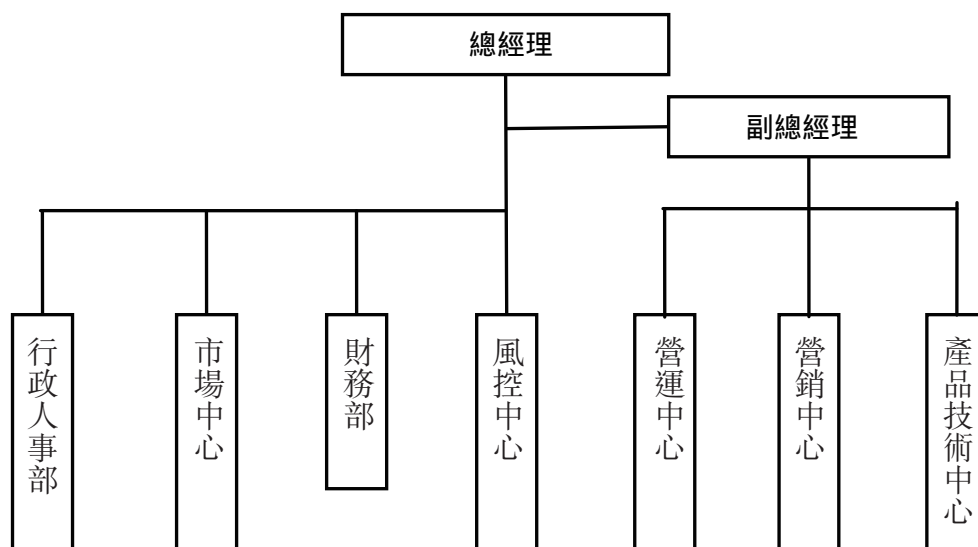 總經理
副總經理
行政人事部
市場中心
財務部
風控中心
營運中心
營銷中心
產品技術中心